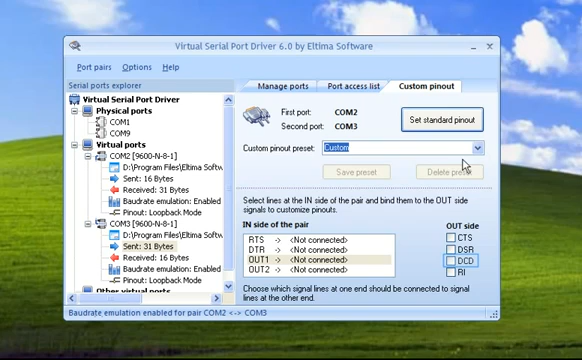 Virtual Serial Port Driver 6.0 by Eltima Software
Port pairs Options Help
Serial ports explorer
Virtual Serial Port Driver
Physical ports
COM1
COM9
Virtual ports
COM2 [9600-N-8-1]
D:\Program Files\Eltima Softw
Sent: 16 Bytes
Received: 31 Bytes
Baudrate emulation: Enabled
Pinout: Loopback Mode
COM3 [9600-N-8-1]
D:\Program Files\Eltima Softw
Sent: 31 Bytes
Received: 16 Bytes
Baudrate emulation: Enabled
Pinout: Loopback Mode
Other virtual ports
Manage ports Port access list Custom pinout
First port: COM2
Second port: COM3
Set standard pinout
Custom pinout preset: Custom
Save preset Delete preset
Select lines at the IN side of the pair and bind them to the OUT side
signals to customize pinouts.
IN side of the pair
RTS -> <Not connected>
DTR -> <Not connected>
OUT1 -> <Not connected>
OUT2 -> <Not connected>
OUT side
CTS
DSR
DCD
RI
Choose which signal lines at one end should be connected to signal
lines at the other end.
Baudrate emulation enabled for pair COM2 <-> COM3